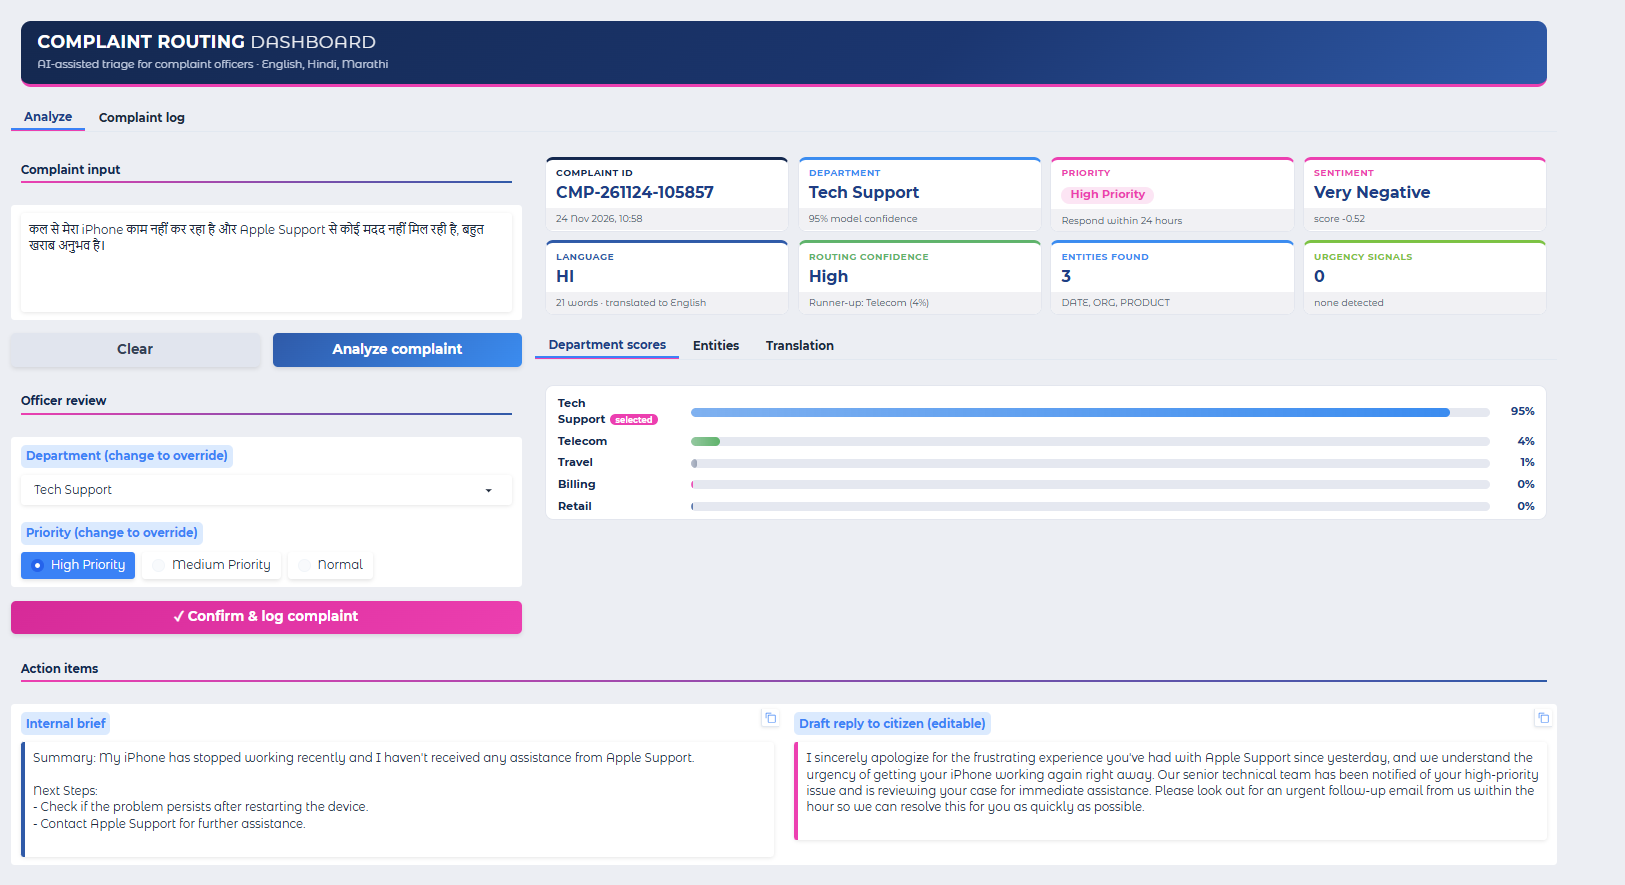 COMPLAINT ROUTING DASHBOARD
AI-assisted triage for complaint officers · English, Hindi, Marathi
Analyze
Complaint log
Complaint input
कल से मेरा iPhone काम नहीं कर रहा है और Apple Support से कोई मदद नहीं मिल रही है, बहुत
खराब अनुभव है।
Clear
Analyze complaint
Officer review
Department (change to override)
Tech Support
Priority (change to override)
High Priority
Medium Priority
Normal
✓ Confirm & log complaint
COMPLAINT ID
CMP-261124-105857
24 Nov 2026, 10:58
DEPARTMENT
Tech Support
95% model confidence
PRIORITY
High Priority
Respond within 24 hours
SENTIMENT
Very Negative
score -0.52
LANGUAGE
HI
21 words · translated to English
ROUTING CONFIDENCE
High
Runner-up: Telecom (4%)
ENTITIES FOUND
3
DATE, ORG, PRODUCT
URGENCY SIGNALS
0
none detected
Department scores
Entities
Translation
Tech
Support selected
95%
Telecom
4%
Travel
1%
Billing
0%
Retail
0%
Action items
Internal brief
Summary: My iPhone has stopped working recently and I haven't received any assistance from Apple Support.
Next Steps:
- Check if the problem persists after restarting the device.
- Contact Apple Support for further assistance.
Draft reply to citizen (editable)
I sincerely apologize for the frustrating experience you've had with Apple Support since yesterday, and we understand the
urgency of getting your iPhone working again right away. Our senior technical team has been notified of your high-priority
issue and is reviewing your case for immediate assistance. Please look out for an urgent follow-up email from us within the
hour so we can resolve this for you as quickly as possible.